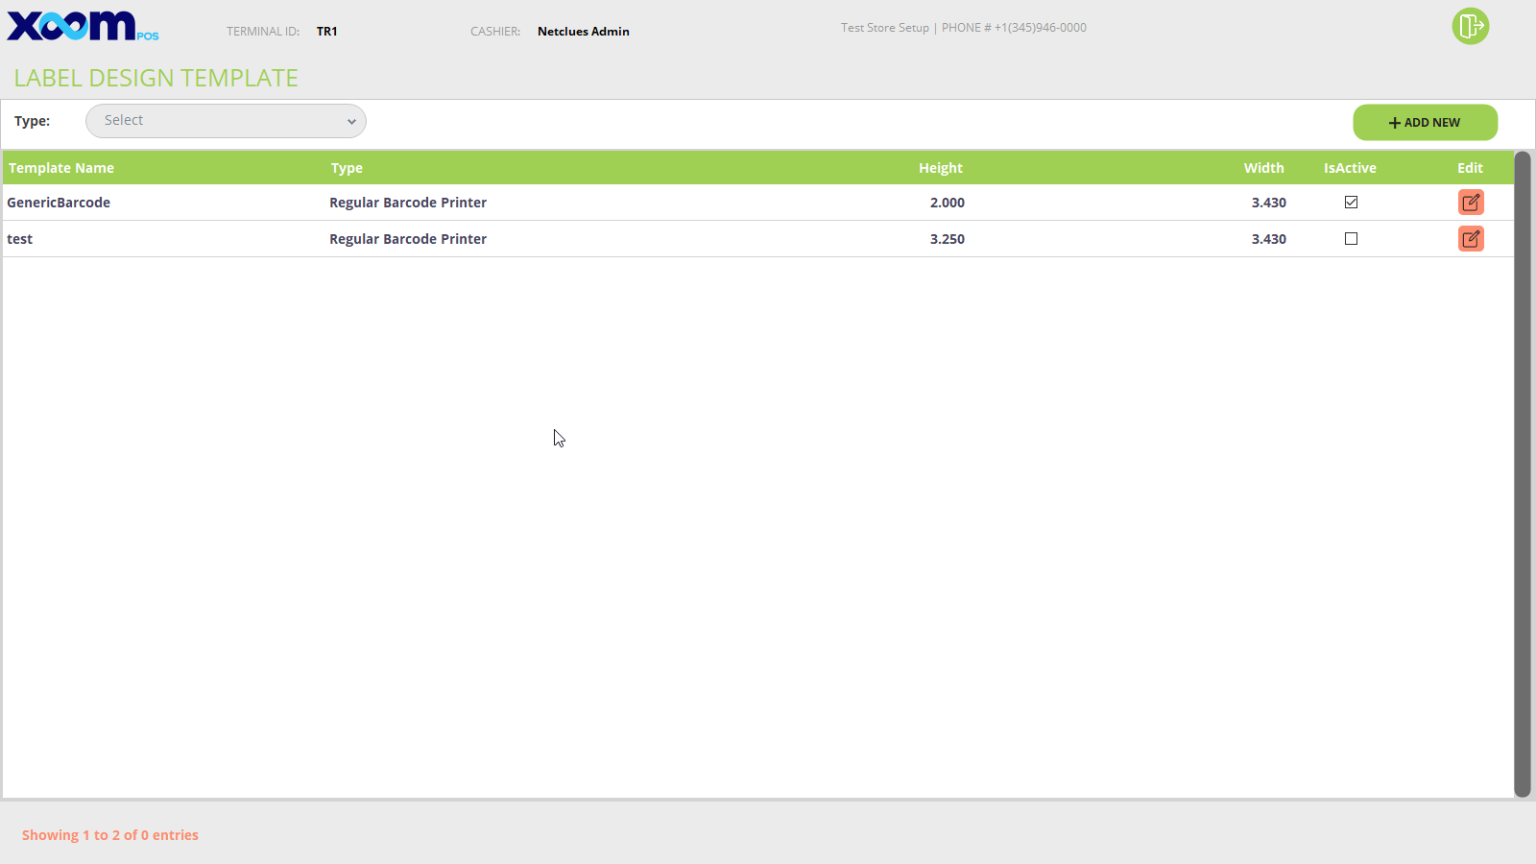 xoom POS
TERMINAL ID: TR1 CASHIER: Netclues Admin Test Store Setup | PHONE # +1(345)946-0000
LABEL DESIGN TEMPLATE
Type: Select + ADD NEW
Template Name Type Height Width IsActive Edit
GenericBarcode Regular Barcode Printer 2.000 3.430
test Regular Barcode Printer 3.250 3.430
Showing 1 to 2 of 0 entries